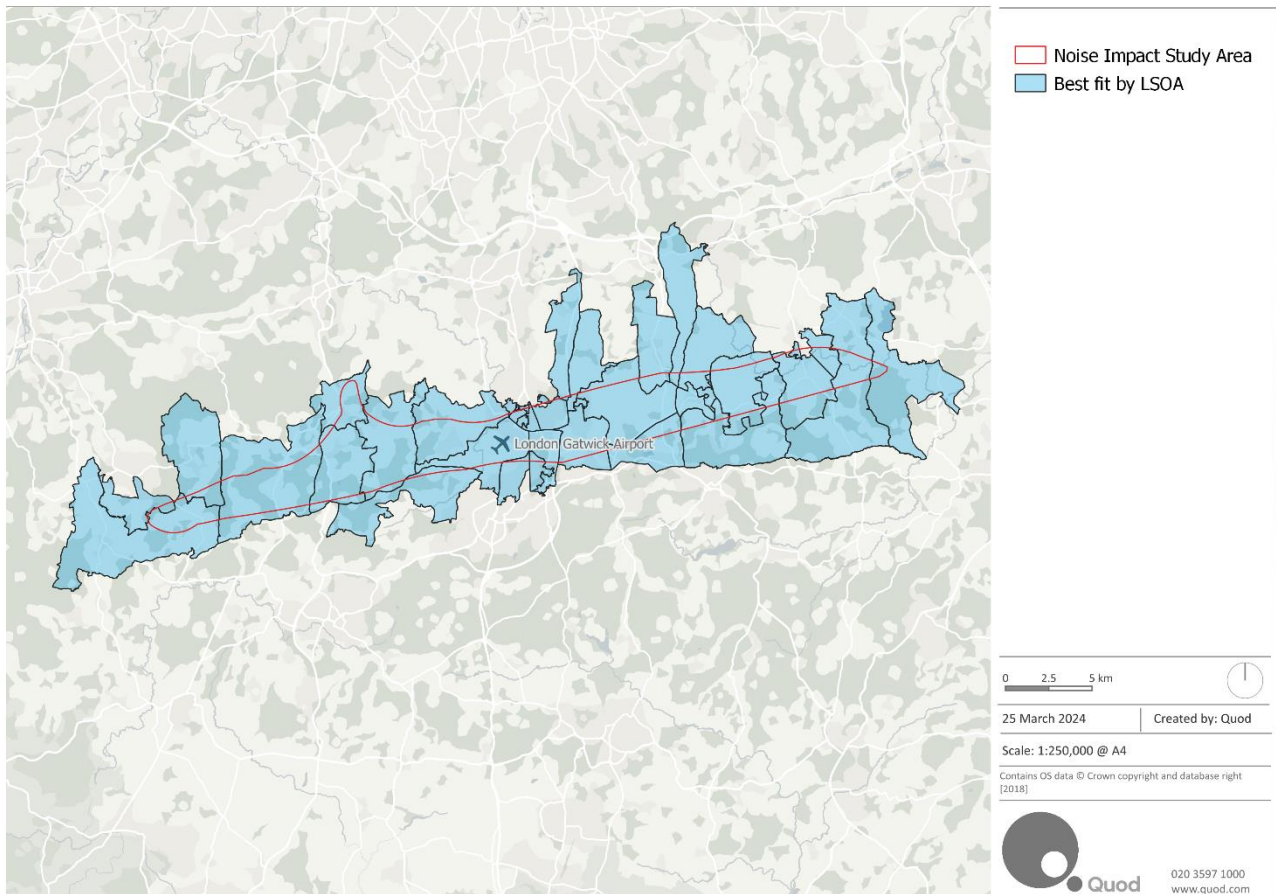 Noise Impact Study Area
Best fit by LSOA
London Gatwick Airport
0 2.5 5 km
25 March 2024
Created by: Quod
Scale: 1:250,000 @ A4
Contains OS data © Crown copyright and database right
[2018]
Quod
020 3597 1000
www.quod.com